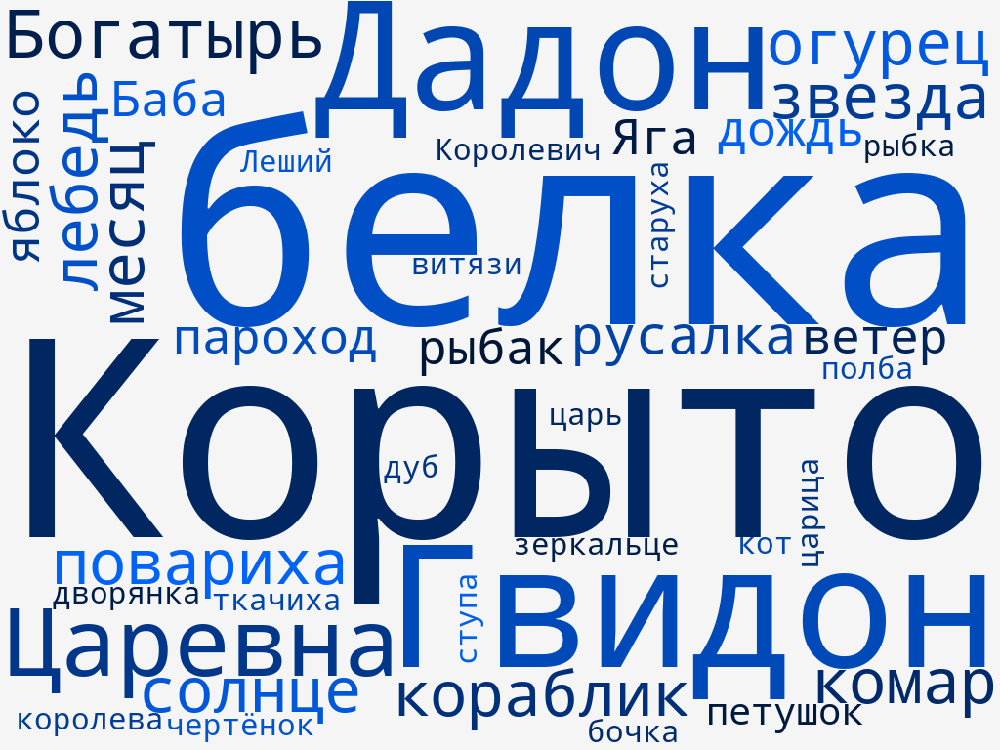 Богатырь
Дадон
огурец
звезда
Баба
яблоко
лебедь
месяц
Леший
Королевич
Яга
дождь
рыбка
белка
старуха
витязи
пароход
рыбак
русалка
ветер
полба
Корыто
царь
дуб
царица
зеркальце
кот
повариха
дворянка
ткачиха
Гвидон
ступа
Царевна
солнце
кораблик
комар
петушок
королева
чертёнок
бочка